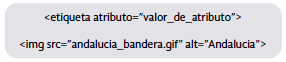 <etiqueta atributo="valor_de_atributo">
<img src="andalucia_bandera.gif" alt="Andalucia">